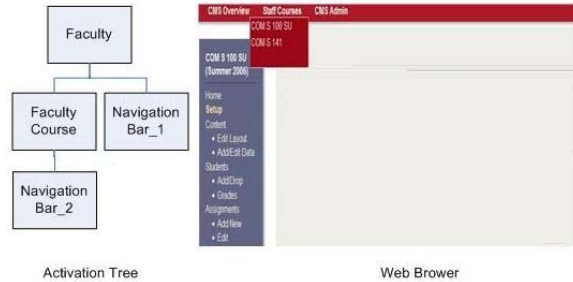 Faculty
Faculty
Course
Navigation
Bar_1
Navigation
Bar_2
Activation Tree
CMS Overview Staff Courses CMS Admin
COM S 100 SU
COM S 141
COM S 100 SU
(Summer 2006)
Home
Setup
Content
• Edit Layout
• Add/Edit Data
Students
• Add/Drop
• Grades
Assignments
• Add New
• Edit
Web Brower